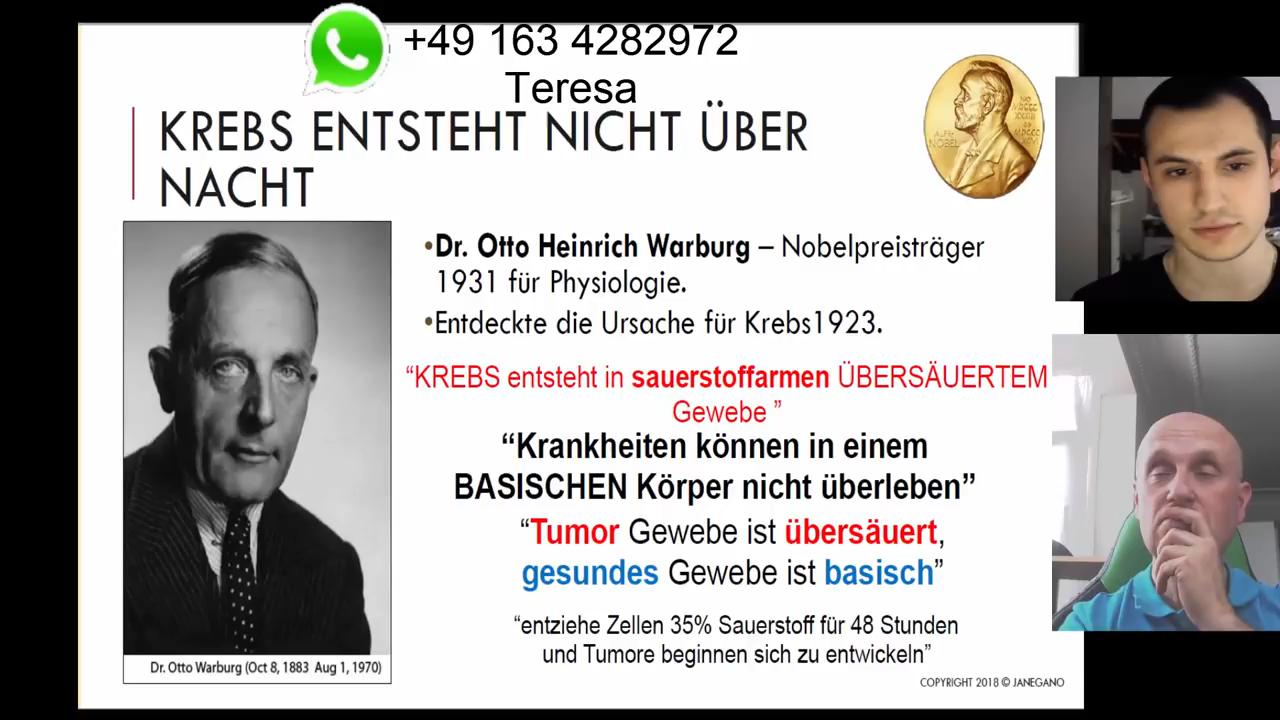 +49 163 4282972
Teresa
KREBS ENTSTEHT NICHT ÜBER
NACHT
•Dr. Otto Heinrich Warburg – Nobelpreisträger
1931 für Physiologie.
•Entdeckte die Ursache für Krebs1923.
“KREBS entsteht in sauerstoffarmen ÜBERSÄUERTEM
Gewebe ”
“Krankheiten können in einem
BASISCHEN Körper nicht überleben”
“Tumor Gewebe ist übersäuert,
gesundes Gewebe ist basisch”
“entziehe Zellen 35% Sauerstoff für 48 Stunden
und Tumore beginnen sich zu entwickeln”
Dr. Otto Warburg (Oct 8, 1883 Aug 1, 1970)
COPYRIGHT 2018 © JANEGANO